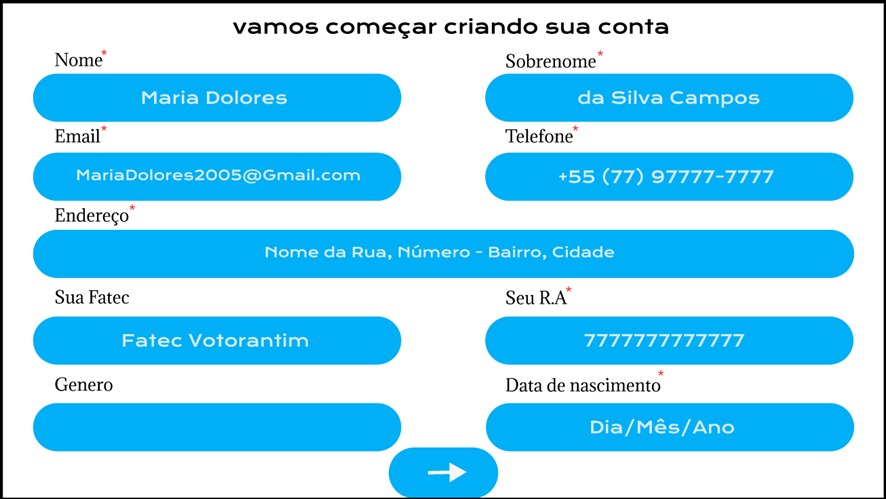 vamos começar criando sua conta
Nome*
Sobrenome*
Maria Dolores
da Silva Campos
Email*
Telefone*
MariaDolores2005@Gmail.com
+55 (77) 97777-7777
Endereço*
Nome da Rua, Número - Bairro, Cidade
Sua Fatec
Seu R.A*
Fatec Votorantim
7777777777777
Genero
Data de nascimento*
Dia/Mês/Ano